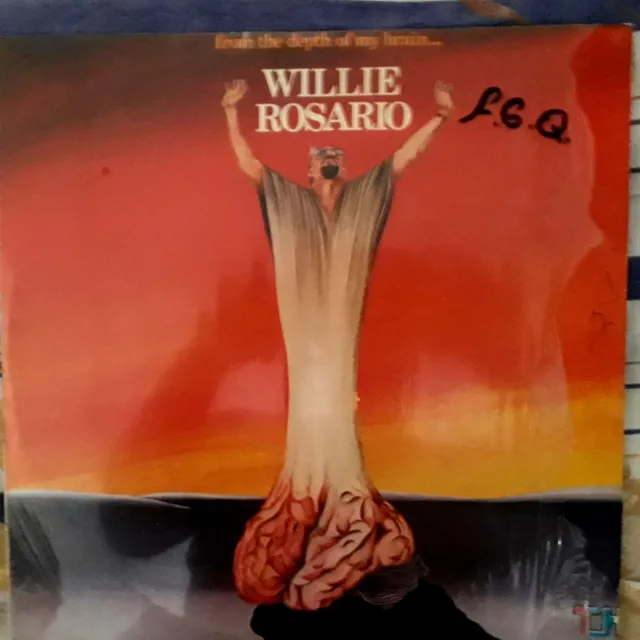 from the depth of my brain...
WILLIE
ROSARIO
L.G.Q.